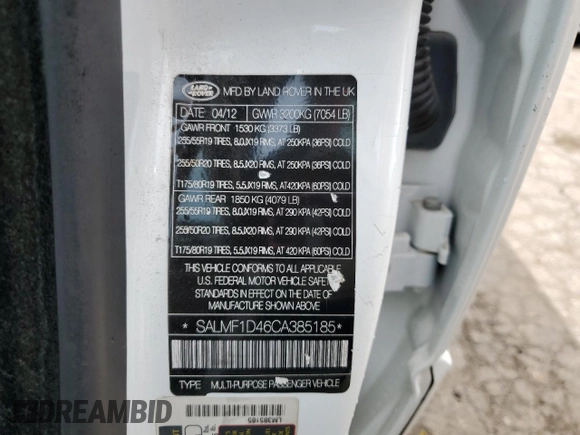 LAND ROVER
MFD BY LAND ROVER IN THE UK
DATE 04/12 GWWR 3200KG (7054 LB)
GAWR FRONT 1530 KG (3373 LB)
255/55R19 TIRES, 8.0JX19 RIMS, AT 250KPA (36PSI) COLD
255/50R20 TIRES, 8.5JX20 RIMS, AT 250KPA (36PSI) COLD
T175/80R19 TIRES, 5.5JX19 RIMS, AT 420KPA (60PSI) COLD
GAWR REAR 1850 KG (4079 LB)
255/55R19 TIRES, 8.0JX19 RIMS, AT 290 KPA (42PSI) COLD
255/50R20 TIRES, 8.5JX20 RIMS, AT 290 KPA (42PSI) COLD
T175/80R19 TIRES, 5.5JX19 RIMS, AT 420 KPA (60PSI) COLD
THIS VEHICLE CONFORMS TO ALL APPLICABLE
U.S. FEDERAL MOTOR VEHICLE SAFETY
STANDARDS IN EFFECT ON THE DATE OF
MANUFACTURE SHOWN ABOVE
* SALMF1D46CA385185 *
TYPE MULTI-PURPOSE PASSENGER VEHICLE
LM385185
DREAMBID